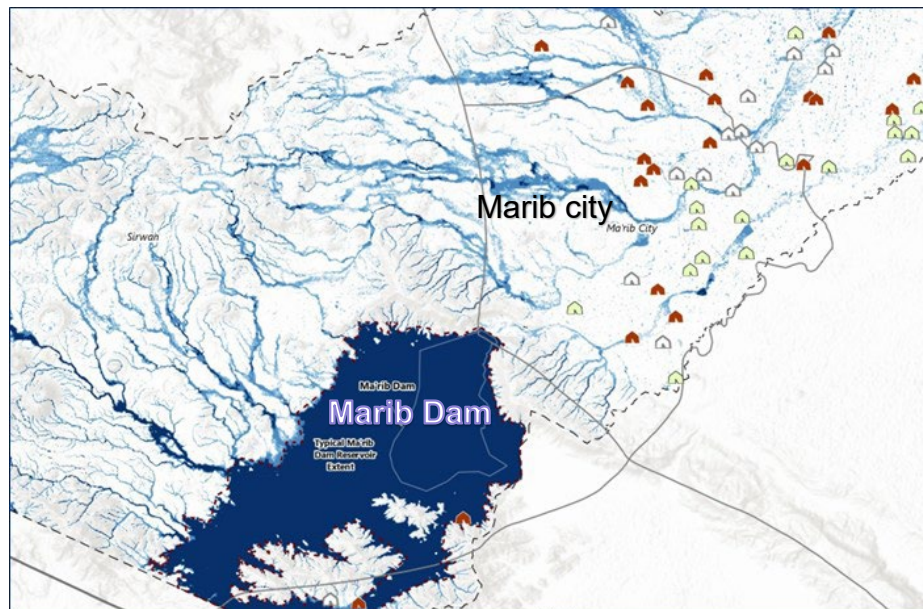 Marib city
Ma'rib City
Sirwan
Ma'rib Dam
Marib Dam
Typical Ma'rib
Dam Reservoir
Extent